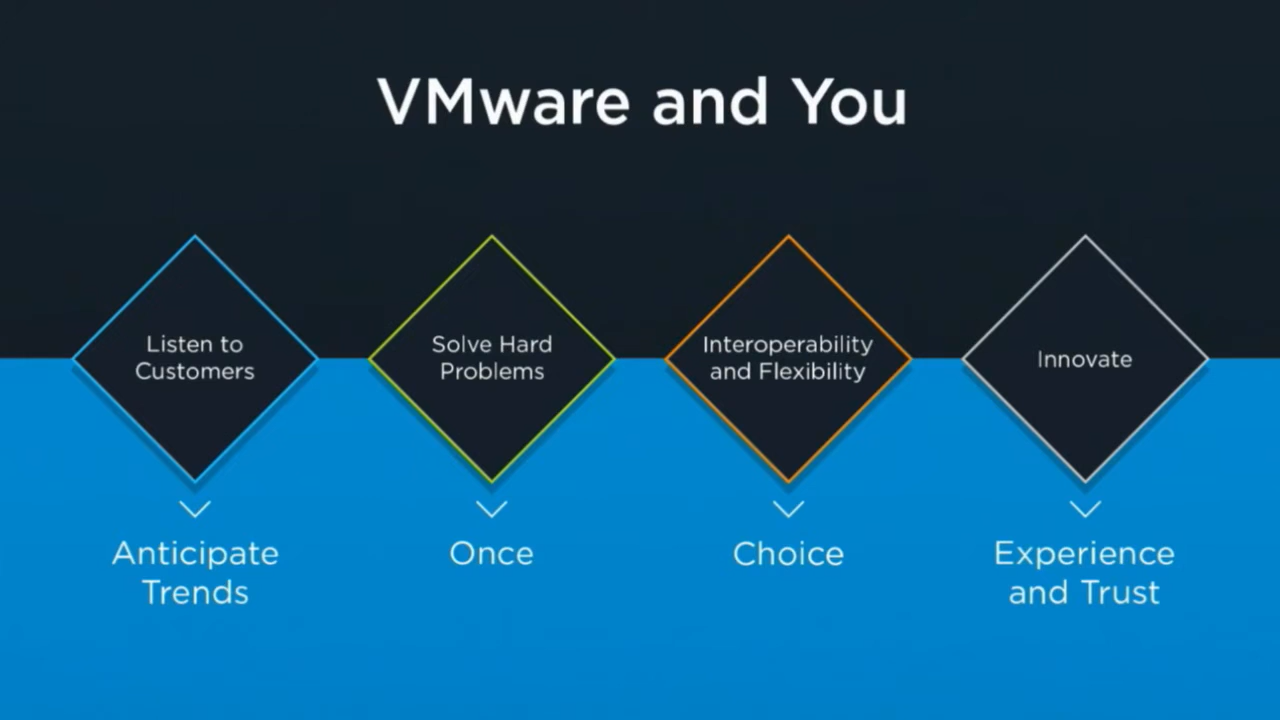 VMware and You
Listen to
Customers
Solve Hard
Problems
Interoperability
and Flexibility
Innovate
Anticipate
Trends
Once
Choice
Experience
and Trust